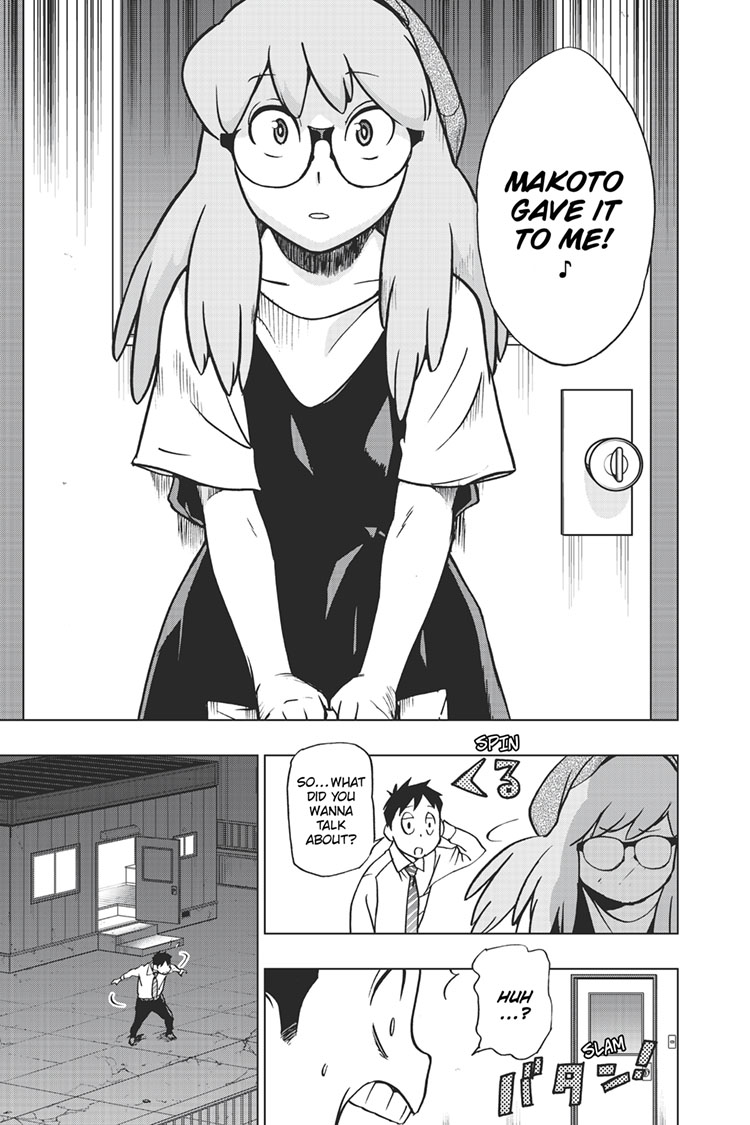 MAKOTO
GAVE IT
TO ME!
♪
SPIN
くる
SO...WHAT
DID YOU
WANNA
TALK
ABOUT?
HUH
...?
SLAM
バタン!